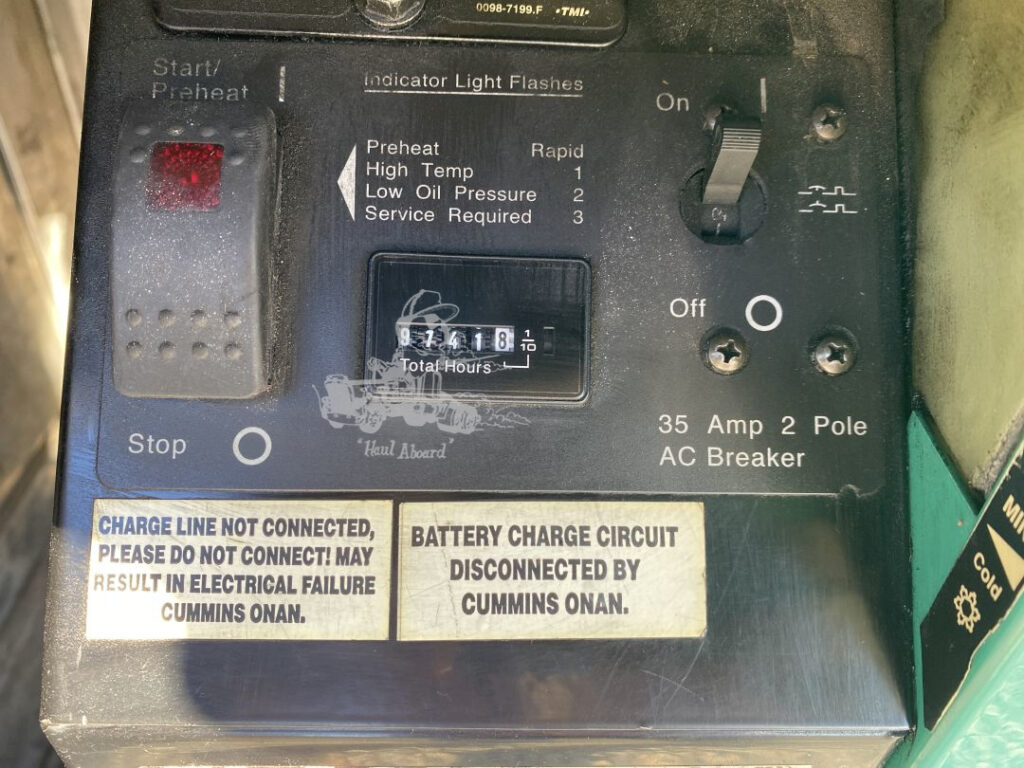 0098-7199.F •TMI•
Start/
Preheat
Indicator Light Flashes
Preheat Rapid
High Temp 1
Low Oil Pressure 2
Service Required 3
On
Off
97418 1/10
Total Hours
"Haul Aboard"
Stop
35 Amp 2 Pole
AC Breaker
CHARGE LINE NOT CONNECTED,
PLEASE DO NOT CONNECT! MAY
RESULT IN ELECTRICAL FAILURE
CUMMINS ONAN.
BATTERY CHARGE CIRCUIT
DISCONNECTED BY
CUMMINS ONAN.
Cold